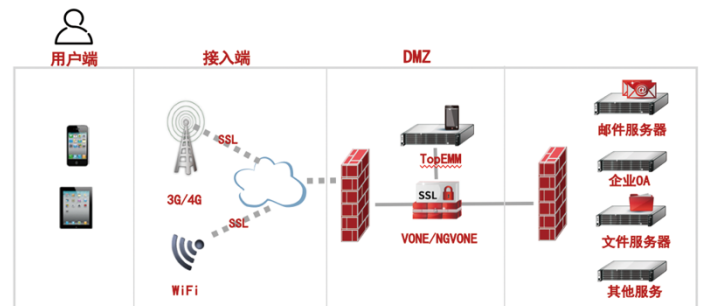 用户端
接入端
DMZ
SSL
3G/4G
SSL
WiFi
TopEMM
SSL
VONE/NGVONE
邮件服务器
企业OA
文件服务器
其他服务